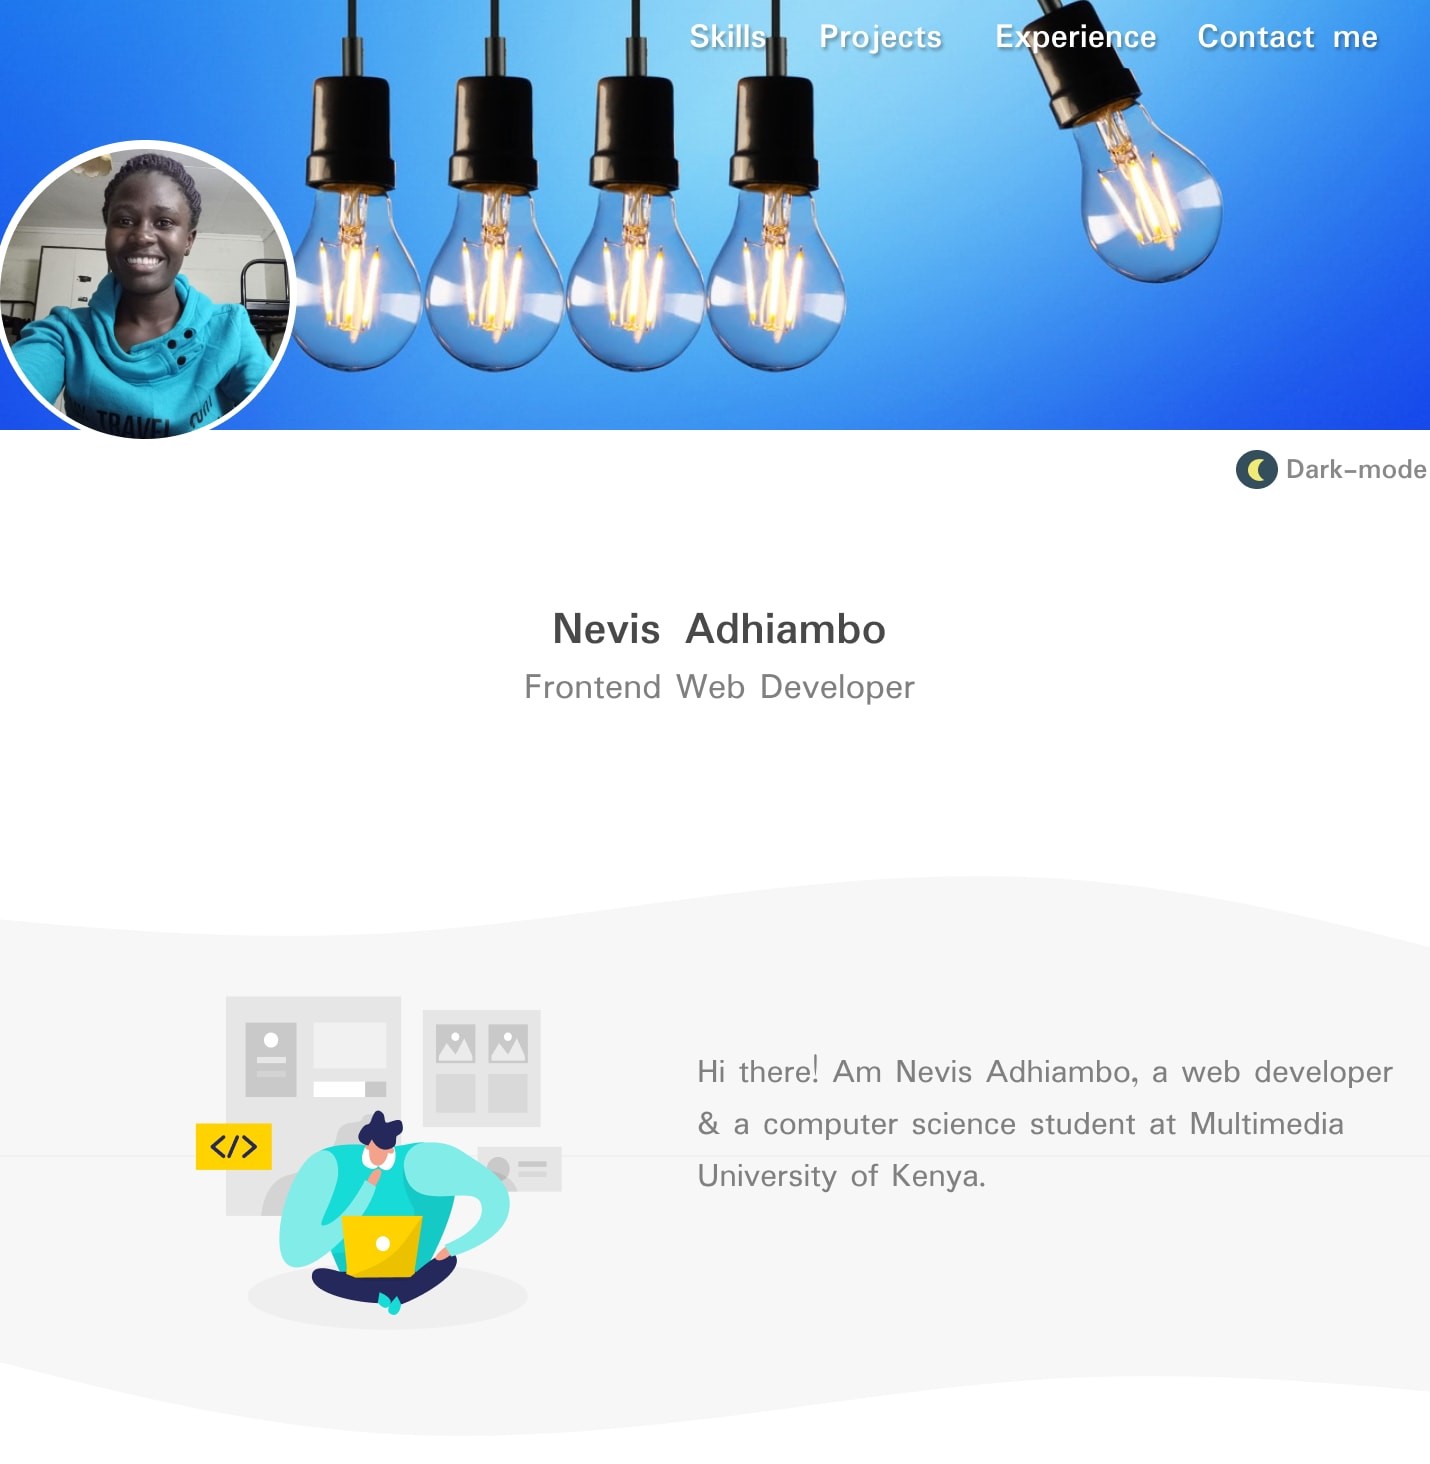 Skills Projects Experience Contact me
TRAVEL
Dark-mode
Nevis Adhiambo
Frontend Web Developer
</>
Hi there! Am Nevis Adhiambo, a web developer
& a computer science student at Multimedia
University of Kenya.